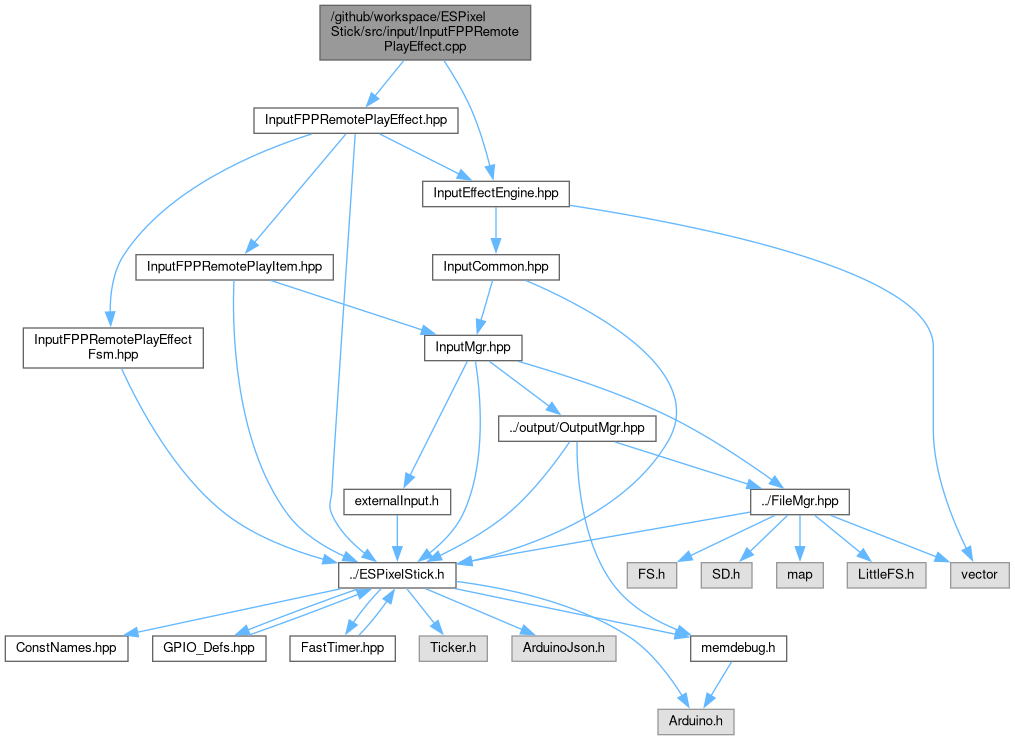 /github/workspace/ESPixel
Stick/src/input/InputFPPRemote
PlayEffect.cpp
InputFPPRemotePlayEffect.hpp
InputEffectEngine.hpp
InputFPPRemotePlayItem.hpp
InputCommon.hpp
InputFPPRemotePlayEffect
Fsm.hpp
InputMgr.hpp
../output/OutputMgr.hpp
externalInput.h
../FileMgr.hpp
../ESPixelStick.h
FS.h
SD.h
map
LittleFS.h
vector
ConstNames.hpp
GPIO_Defs.hpp
FastTimer.hpp
Ticker.h
ArduinoJson.h
memdebug.h
Arduino.h